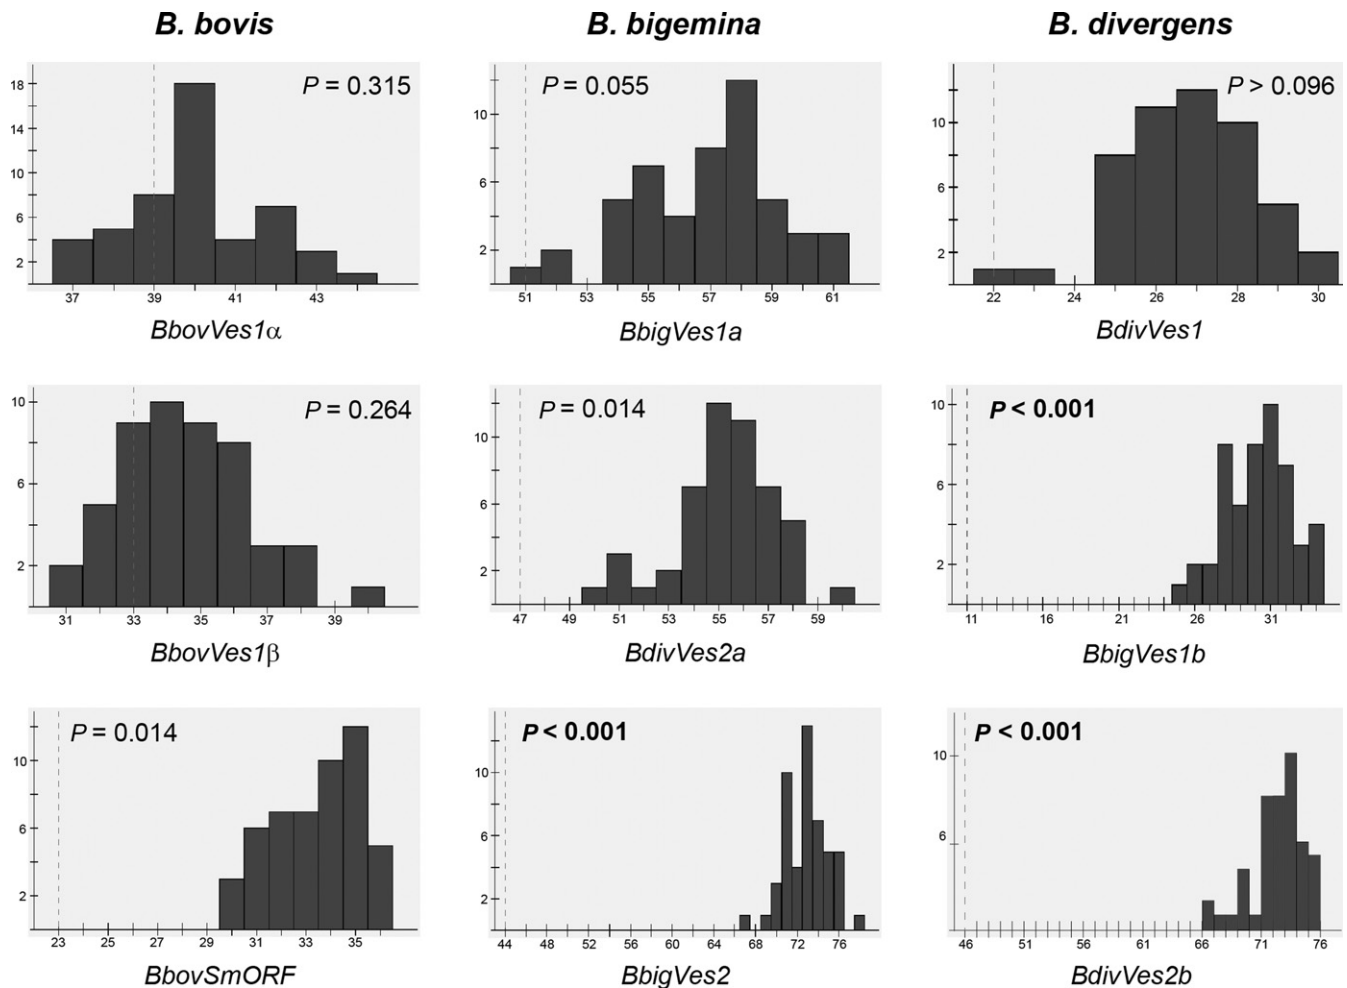 B. bovis
B. bigemina
B. divergens
P = 0.315
18
14
10
6
2
37 39 41 43
BbovVes1α
P = 0.055
10
6
2
51 53 55 57 59 61
BbigVes1a
P > 0.096
10
6
2
22 24 26 28 30
BdivVes1
P = 0.264
10
6
2
31 33 35 37 39
BbovVes1β
P = 0.014
10
6
2
47 49 51 53 55 57 59
BdivVes2a
P < 0.001
10
6
2
11 16 21 26 31
BbigVes1b
P = 0.014
10
6
2
23 25 27 29 31 33 35
BbovSmORF
P < 0.001
10
6
2
44 48 52 56 60 64 68 72 76
BbigVes2
P < 0.001
10
6
46 51 56 61 66 71 76
BdivVes2b